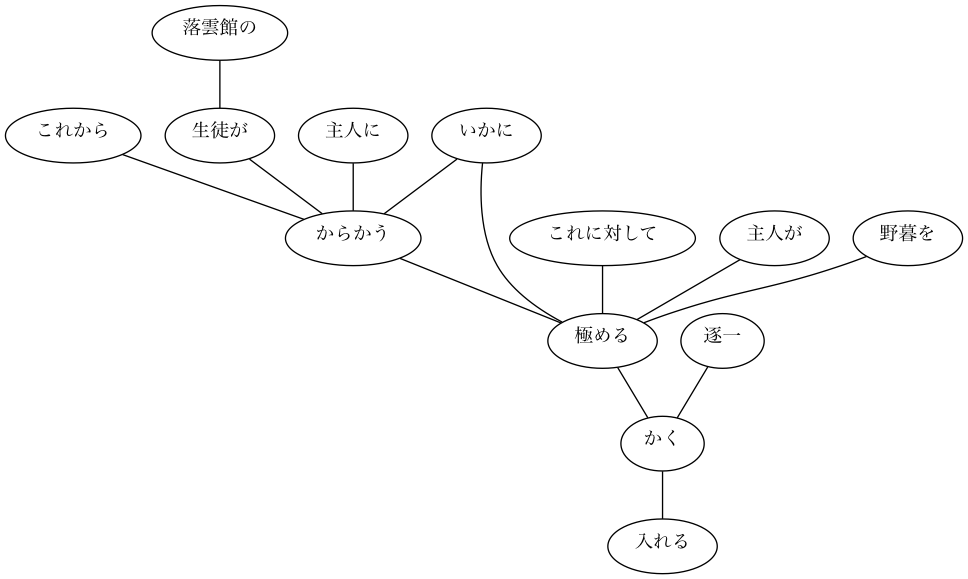 落雲館の
これから
生徒が
主人に
いかに
からかう
これに対して
主人が
野暮を
極める
逐一
かく
入れる